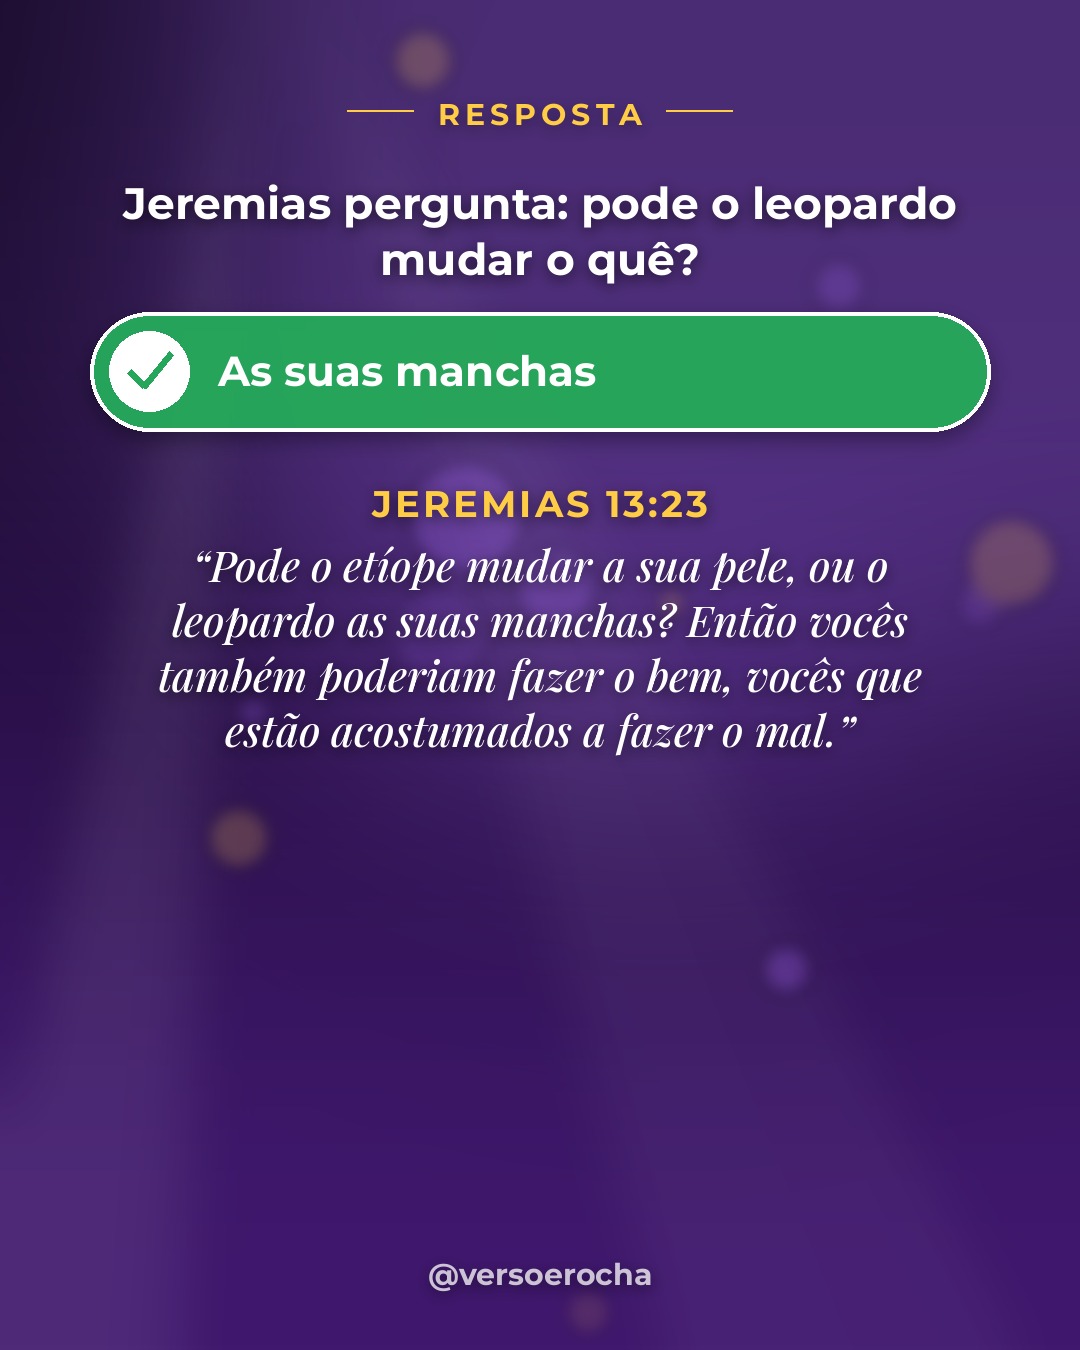 RESPOSTA
Jeremias pergunta: pode o leopardo
mudar o quê?
As suas manchas
JEREMIAS 13:23
“Pode o etíope mudar a sua pele, ou o
leopardo as suas manchas? Então vocês
também poderiam fazer o bem, vocês que
estão acostumados a fazer o mal.”
@versoerocha